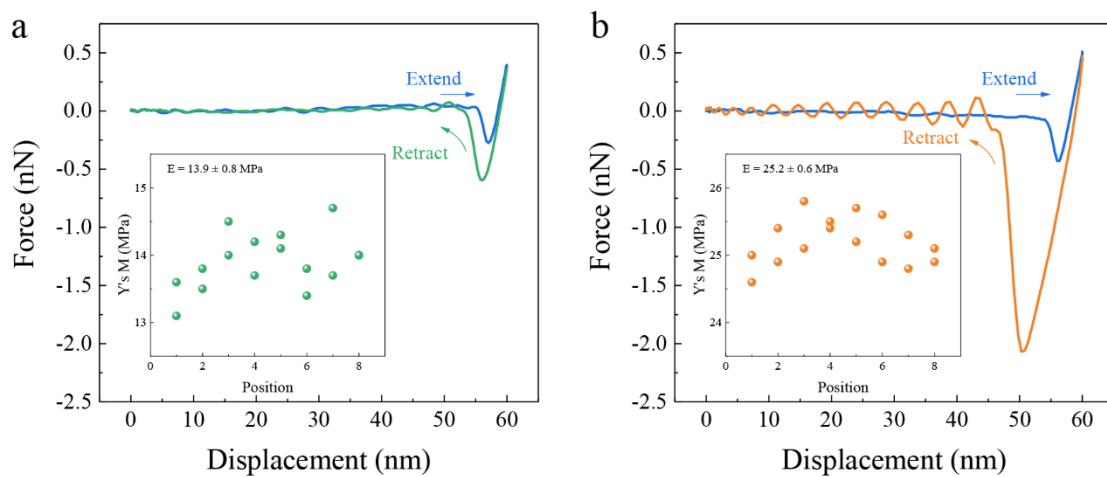 a
0.5
0.0
-0.5
-1.0
-1.5
-2.0
-2.5
Force (nN)
Extend
Retract
E = 13.9 ± 0.8 MPa
15
14
13
Y's M (MPa)
0 2 4 6 8
Position
0 10 20 30 40 50 60
Displacement (nm)
b
0.5
0.0
-0.5
-1.0
-1.5
-2.0
-2.5
Force (nN)
Extend
Retract
E = 25.2 ± 0.6 MPa
26
25
24
Y's M (MPa)
0 2 4 6 8
Position
0 10 20 30 40 50 60
Displacement (nm)